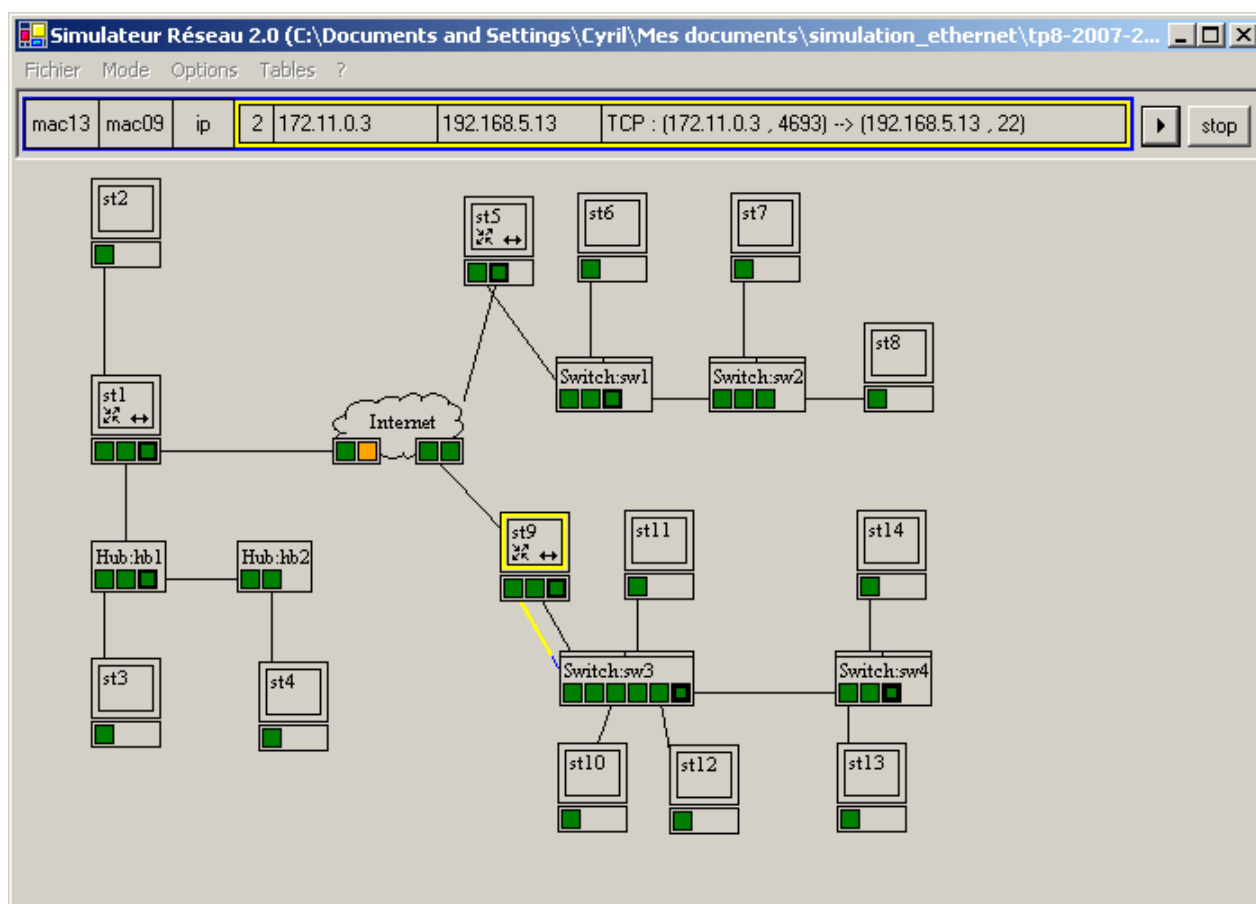 Simulateur Réseau 2.0 (C:\Documents and Settings\Cyril\Mes documents\simulation_ethernet\tp8-2007-2...
Fichier Mode Options Tables ?
mac13 mac09 ip 2 172.11.0.3 192.168.5.13 TCP : (172.11.0.3 , 4693) --> (192.168.5.13 , 22) stop
st2
st5
st6
st7
st8
Switch:sw1
Switch:sw2
st1
Internet
st9
st11
st14
Hub:hb1
Hub:hb2
st3
st4
Switch:sw3
Switch:sw4
st10
st12
st13